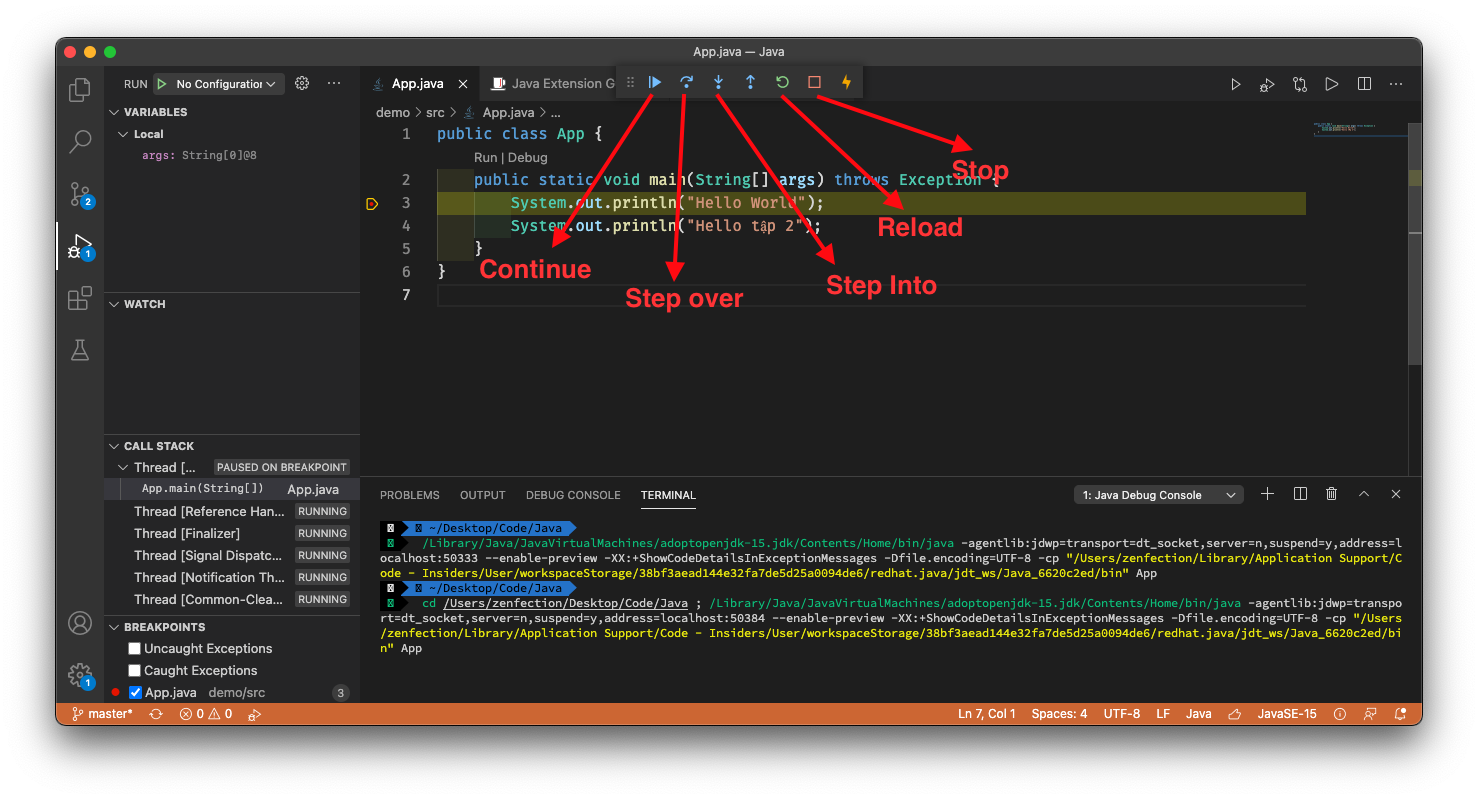 App.java — Java
RUN No Configuration
App.java
Java Extension G
VARIABLES
Local
args: String[0]@8
WATCH
CALL STACK
Thread [... PAUSED ON BREAKPOINT
App.main(String[]) App.java
Thread [Reference Han... RUNNING
Thread [Finalizer] RUNNING
Thread [Signal Dispatc... RUNNING
Thread [Notification Th... RUNNING
Thread [Common-Clea... RUNNING
BREAKPOINTS
Uncaught Exceptions
Caught Exceptions
App.java demo/src 3
2
1
1
demo > src > App.java > ...
1 public class App {
Run | Debug
2 public static void main(String[] args) throws Exception {
3 System.out.println("Hello World");
4 System.out.println("Hello tập 2");
5 }
6 }
7
Stop
Reload
Continue
Step Into
Step over
PROBLEMS OUTPUT DEBUG CONSOLE TERMINAL 1: Java Debug Console
~/Desktop/Code/Java
/Library/Java/JavaVirtualMachines/adoptopenjdk-15.jdk/Contents/Home/bin/java -agentlib:jdwp=transport=dt_socket,server=n,suspend=y,address=l
ocalhost:50333 --enable-preview -XX:+ShowCodeDetailsInExceptionMessages -Dfile.encoding=UTF-8 -cp "/Users/zenfection/Library/Application Support/C
ode - Insiders/User/workspaceStorage/38bf3aead144e32fa7de5d25a0094de6/redhat.java/jdt_ws/Java_6620c2ed/bin" App
~/Desktop/Code/Java
cd /Users/zenfection/Desktop/Code/Java ; /Library/Java/JavaVirtualMachines/adoptopenjdk-15.jdk/Contents/Home/bin/java -agentlib:jdwp=transpo
rt=dt_socket,server=n,suspend=y,address=localhost:50384 --enable-preview -XX:+ShowCodeDetailsInExceptionMessages -Dfile.encoding=UTF-8 -cp "/Users
/zenfection/Library/Application Support/Code - Insiders/User/workspaceStorage/38bf3aead144e32fa7de5d25a0094de6/redhat.java/jdt_ws/Java_6620c2ed/bi
n" App
master* 0 0 Ln 7, Col 1 Spaces: 4 UTF-8 LF Java JavaSE-15